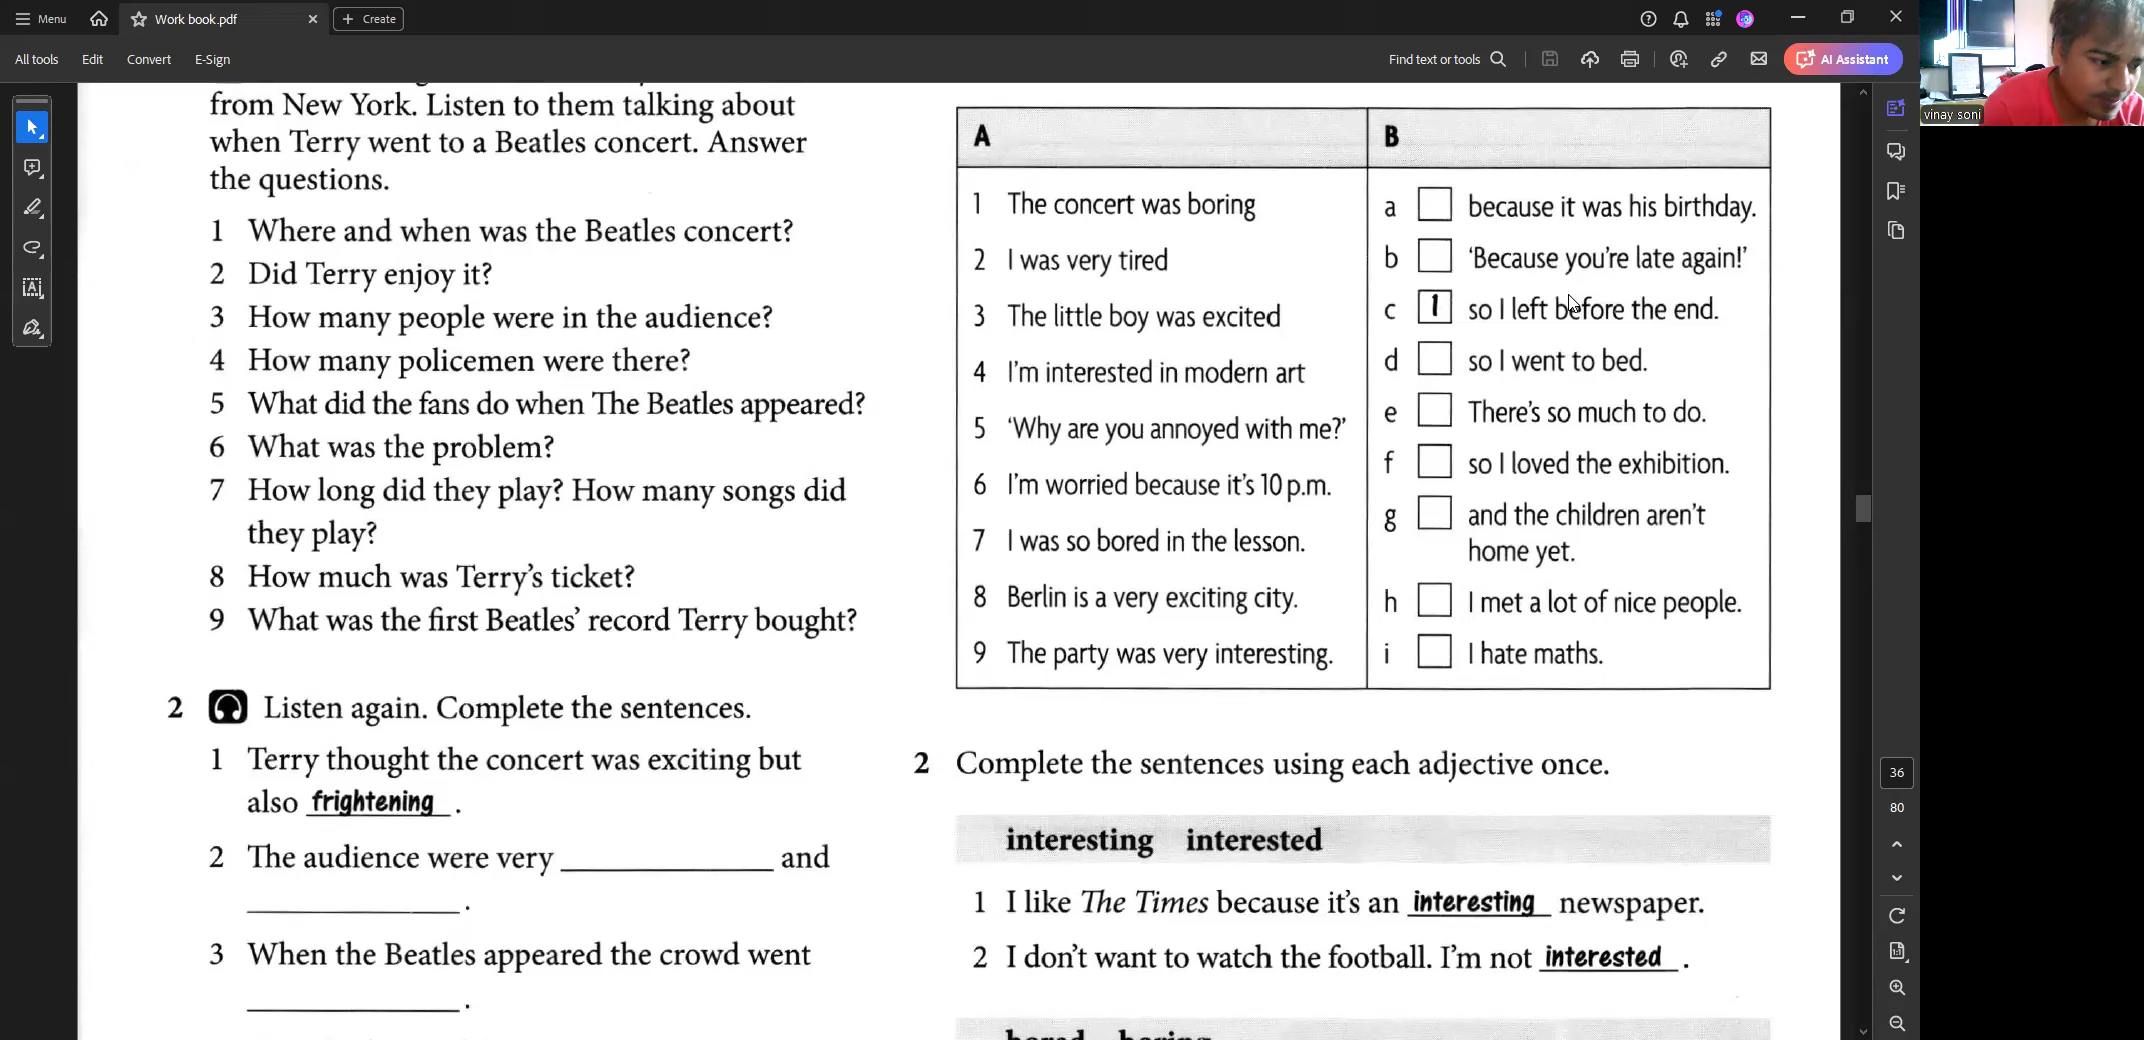 Menu
Work book.pdf
Create
All tools
Edit
Convert
E-Sign
Find text or tools
AI Assistant
vinay soni
from New York. Listen to them talking about
when Terry went to a Beatles concert. Answer
the questions.
1 Where and when was the Beatles concert?
2 Did Terry enjoy it?
3 How many people were in the audience?
4 How many policemen were there?
5 What did the fans do when The Beatles appeared?
6 What was the problem?
7 How long did they play? How many songs did
they play?
8 How much was Terry's ticket?
9 What was the first Beatles' record Terry bought?
2 Listen again. Complete the sentences.
1 Terry thought the concert was exciting but
also frightening .
2 The audience were very ____________ and
____________ .
3 When the Beatles appeared the crowd went
____________ .
A
1 The concert was boring
2 I was very tired
3 The little boy was excited
4 I'm interested in modern art
5 'Why are you annoyed with me?'
6 I'm worried because it's 10 p.m.
7 I was so bored in the lesson.
8 Berlin is a very exciting city.
9 The party was very interesting.
B
a because it was his birthday.
b 'Because you're late again!'
c 1 so I left before the end.
d so I went to bed.
e There's so much to do.
f so I loved the exhibition.
g and the children aren't
home yet.
h I met a lot of nice people.
i I hate maths.
2 Complete the sentences using each adjective once.
interesting interested
1 I like The Times because it's an interesting newspaper.
2 I don't want to watch the football. I'm not interested .
bored boring
36
80